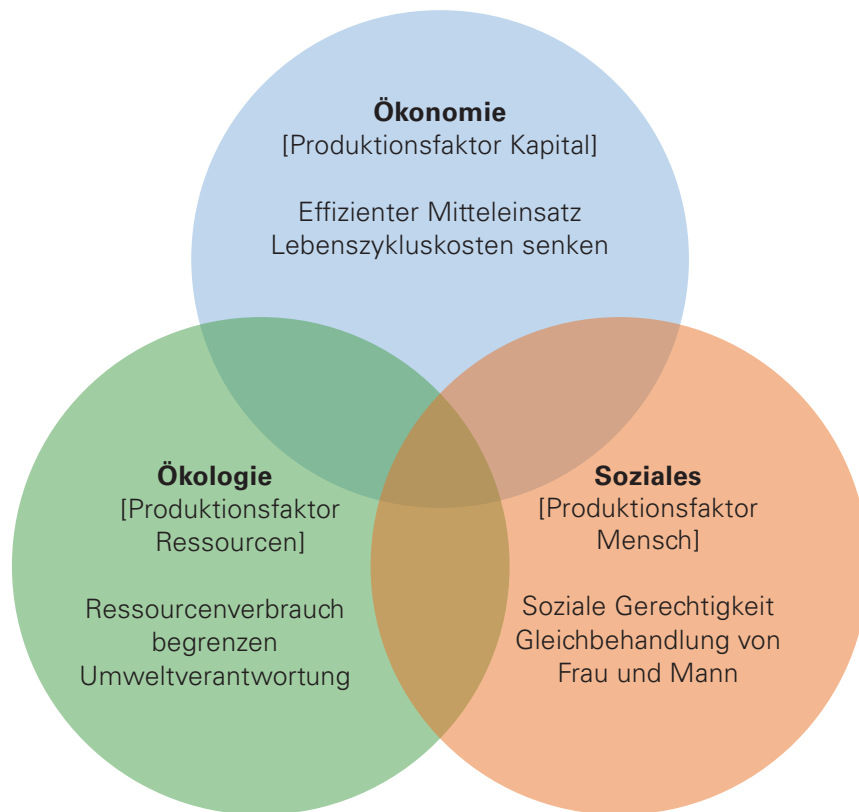 Ökonomie
[Produktionsfaktor Kapital]
Effizienter Mitteleinsatz
Lebenszykluskosten senken
Ökologie
[Produktionsfaktor
Ressourcen]
Ressourcenverbrauch
begrenzen
Umweltverantwortung
Soziales
[Produktionsfaktor
Mensch]
Soziale Gerechtigkeit
Gleichbehandlung von
Frau und Mann